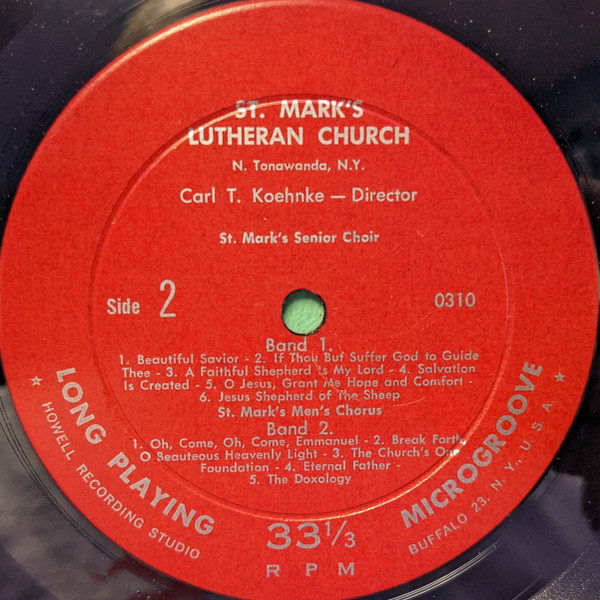 ST. MARK'S
LUTHERAN CHURCH
N. Tonawanda, N.Y.
Carl T. Koehnke — Director
St. Mark's Senior Choir
Side 2
0310
Band 1.
1. Beautiful Savior - 2. If Thou But Suffer God to Guide
Thee - 3. A Faithful Shepherd Is My Lord - 4. Salvation
Is Created - 5. O Jesus, Grant Me Hope and Comfort -
6. Jesus Shepherd of The Sheep
St. Mark's Men's Chorus
Band 2.
1. Oh, Come, Oh, Come, Emmanuel - 2. Break Forth,
O Beauteous Heavenly Light - 3. The Church's One
Foundation - 4. Eternal Father -
5. The Doxology
★ LONG PLAYING
HOWELL RECORDING STUDIO
33⅓
RPM
MICROGROOVE ★
BUFFALO 23, N. Y., U. S. A.